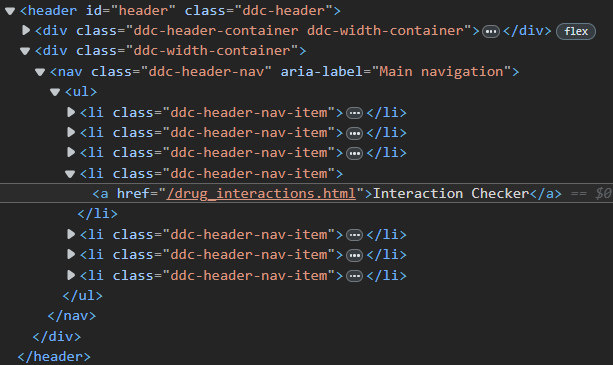 <header id="header" class="ddc-header">
<div class="ddc-header-container ddc-width-container">…</div> flex
<div class="ddc-width-container">
<nav class="ddc-header-nav" aria-label="Main navigation">
<ul>
<li class="ddc-header-nav-item">…</li>
<li class="ddc-header-nav-item">…</li>
<li class="ddc-header-nav-item">…</li>
<li class="ddc-header-nav-item">
<a href="/drug_interactions.html">Interaction Checker</a> == $0
</li>
<li class="ddc-header-nav-item">…</li>
<li class="ddc-header-nav-item">…</li>
<li class="ddc-header-nav-item">…</li>
</ul>
</nav>
</div>
</header>